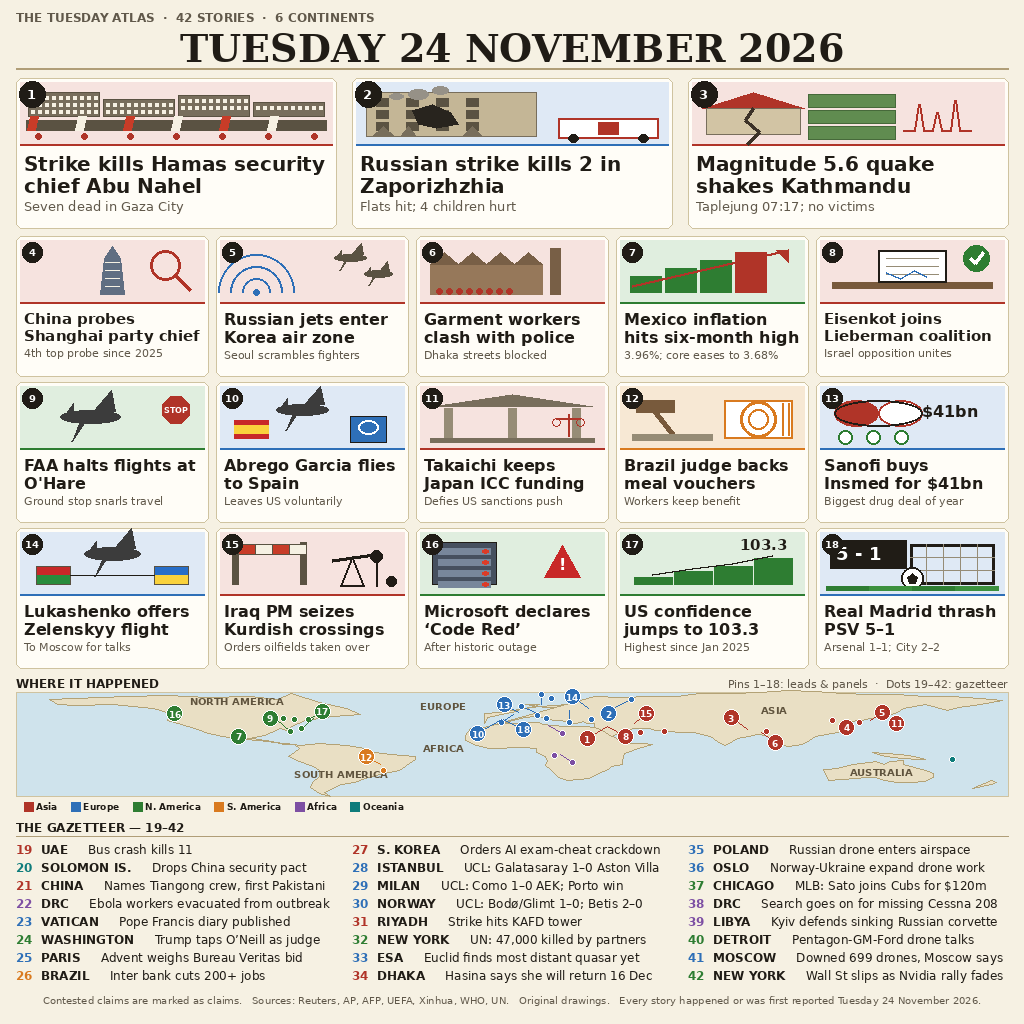 THE TUESDAY ATLAS · 42 STORIES · 6 CONTINENTS
TUESDAY 24 NOVEMBER 2026
1
Strike kills Hamas security
chief Abu Nahel
Seven dead in Gaza City
2
Russian strike kills 2 in
Zaporizhzhia
Flats hit; 4 children hurt
3
Magnitude 5.6 quake
shakes Kathmandu
Taplejung 07:17; no victims
4
China probes
Shanghai party chief
4th top probe since 2025
5
Russian jets enter
Korea air zone
Seoul scrambles fighters
6
Garment workers
clash with police
Dhaka streets blocked
7
Mexico inflation
hits six-month high
3.96%; core eases to 3.68%
8
Eisenkot joins
Lieberman coalition
Israel opposition unites
9
STOP
FAA halts flights at
O'Hare
Ground stop snarls travel
10
Abrego Garcia flies
to Spain
Leaves US voluntarily
11
Takaichi keeps
Japan ICC funding
Defies US sanctions push
12
Brazil judge backs
meal vouchers
Workers keep benefit
13
$41bn
Sanofi buys
Insmed for $41bn
Biggest drug deal of year
14
Lukashenko offers
Zelenskyy flight
To Moscow for talks
15
Iraq PM seizes
Kurdish crossings
Orders oilfields taken over
16
!
Microsoft declares
‘Code Red’
After historic outage
17
103.3
US confidence
jumps to 103.3
Highest since Jan 2025
18
5 - 1
Real Madrid thrash
PSV 5–1
Arsenal 1–1; City 2–2
WHERE IT HAPPENED
Pins 1–18: leads & panels · Dots 19–42: gazetteer
NORTH AMERICA
EUROPE
ASIA
AFRICA
SOUTH AMERICA
AUSTRALIA
16
9
17
7
12
13
14
10
18
2
15
1
8
3
6
4
5
11
Asia
Europe
N. America
S. America
Africa
Oceania
THE GAZETTEER — 19–42
19 UAE Bus crash kills 11
20 SOLOMON IS. Drops China security pact
21 CHINA Names Tiangong crew, first Pakistani
22 DRC Ebola workers evacuated from outbreak
23 VATICAN Pope Francis diary published
24 WASHINGTON Trump taps O’Neill as judge
25 PARIS Advent weighs Bureau Veritas bid
26 BRAZIL Inter bank cuts 200+ jobs
27 S. KOREA Orders AI exam-cheat crackdown
28 ISTANBUL UCL: Galatasaray 1–0 Aston Villa
29 MILAN UCL: Como 1–0 AEK; Porto win
30 NORWAY UCL: Bodø/Glimt 1–0; Betis 2–0
31 RIYADH Strike hits KAFD tower
32 NEW YORK UN: 47,000 killed by partners
33 ESA Euclid finds most distant quasar yet
34 DHAKA Hasina says she will return 16 Dec
35 POLAND Russian drone enters airspace
36 OSLO Norway-Ukraine expand drone work
37 CHICAGO MLB: Sato joins Cubs for $120m
38 DRC Search goes on for missing Cessna 208
39 LIBYA Kyiv defends sinking Russian corvette
40 DETROIT Pentagon-GM-Ford drone talks
41 MOSCOW Downed 699 drones, Moscow says
42 NEW YORK Wall St slips as Nvidia rally fades
Contested claims are marked as claims. Sources: Reuters, AP, AFP, UEFA, Xinhua, WHO, UN. Original drawings. Every story happened or was first reported Tuesday 24 November 2026.